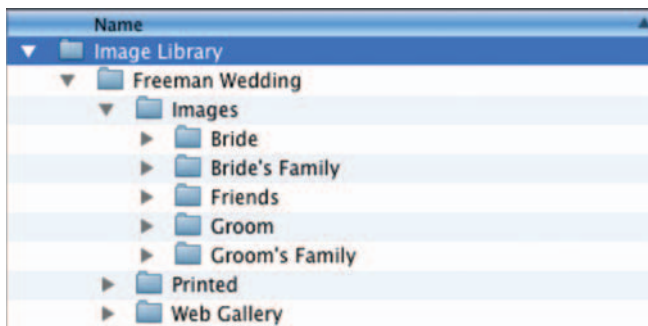 Name
Image Library
Freeman Wedding
Images
Bride
Bride's Family
Friends
Groom
Groom's Family
Printed
Web Gallery